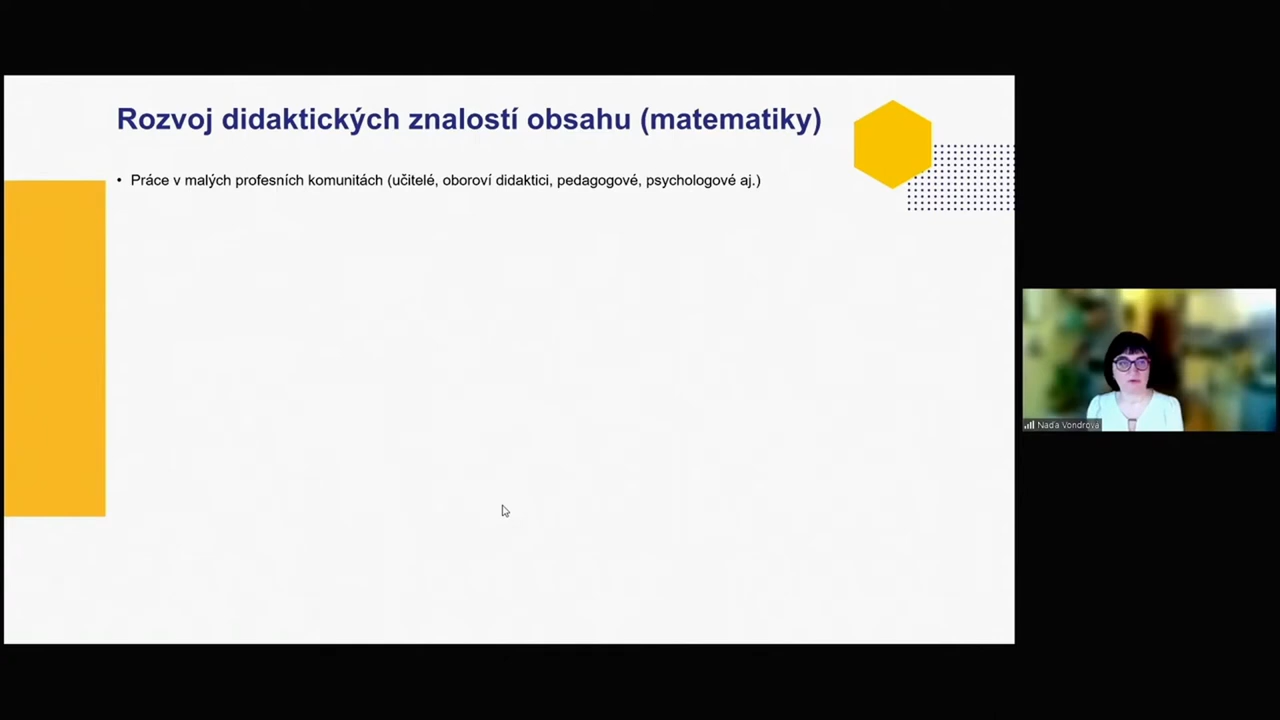 Rozvoj didaktických znalostí obsahu (matematiky)
• Práce v malých profesních komunitách (učitelé, oboroví didaktici, pedagogové, psychologové aj.)
Naďa Vondrová